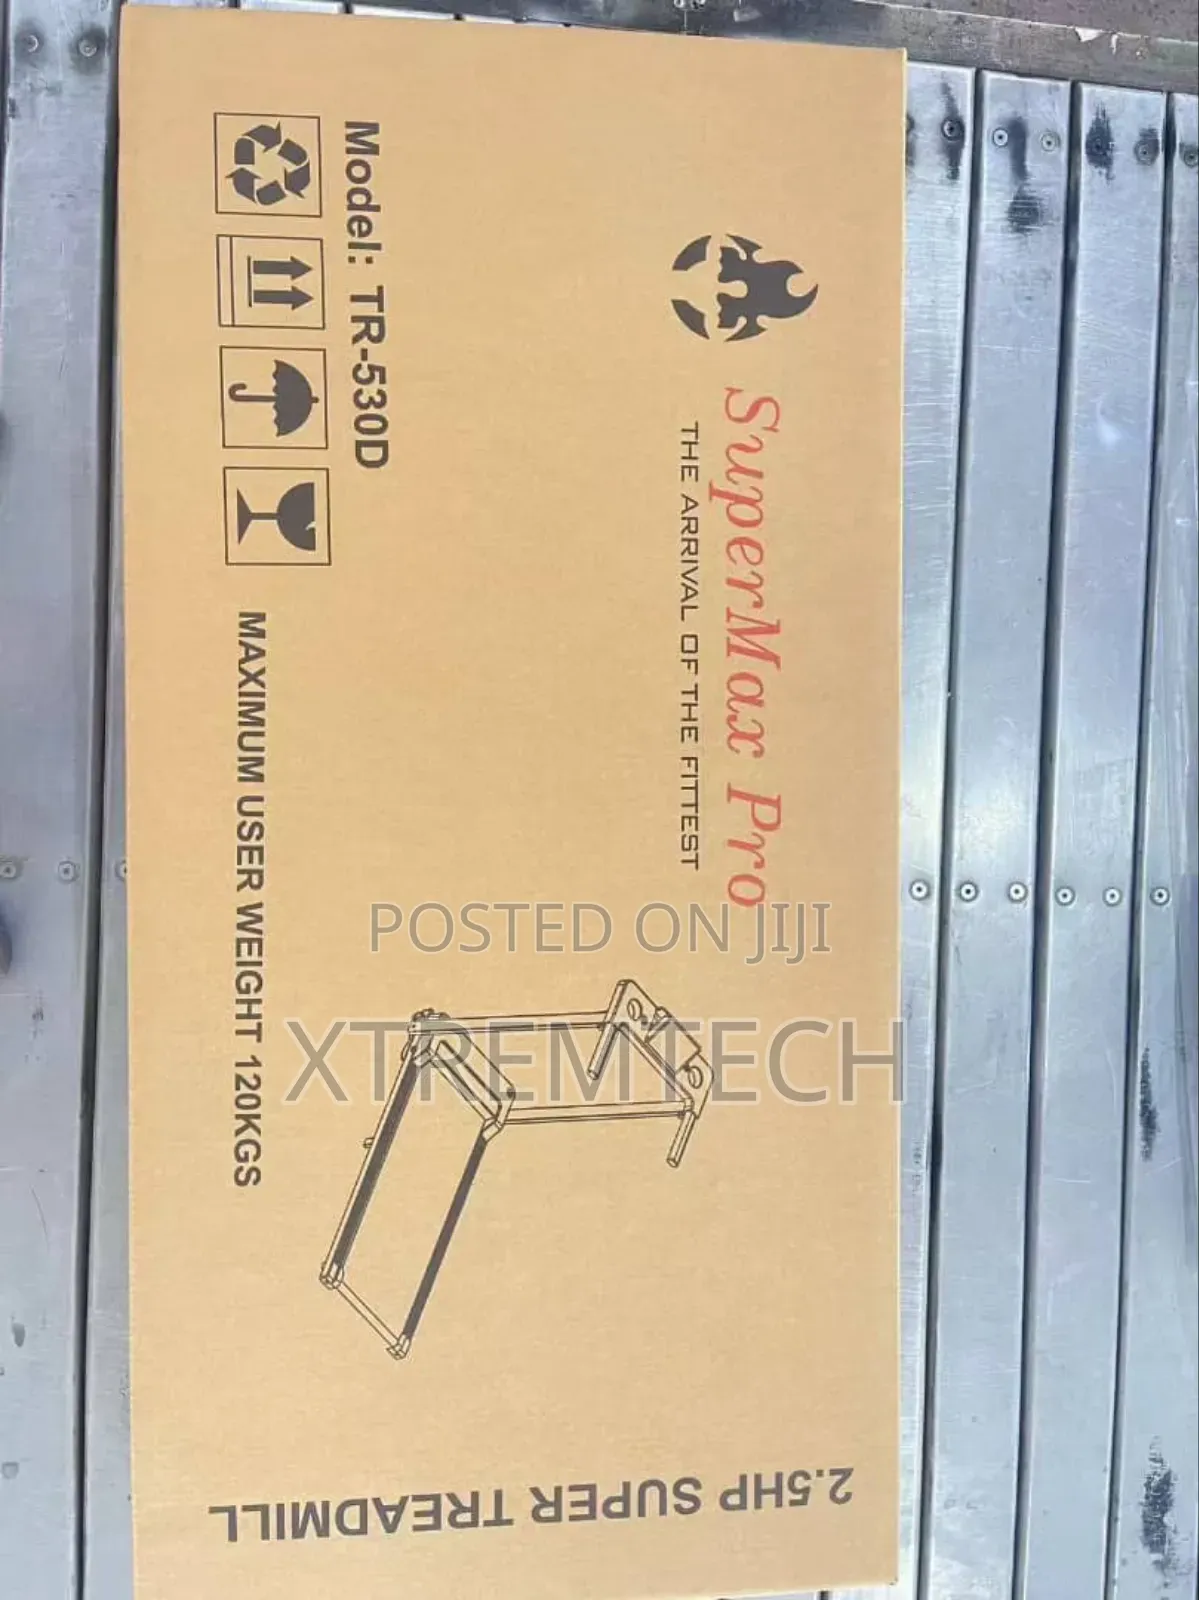 SuperMax Pro
THE ARRIVAL OF THE FITTEST
Model: TR-530D
MAXIMUM USER WEIGHT 120KGS
2.5HP SUPER TREADMILL
POSTED ON JIJI
XTREMTECH